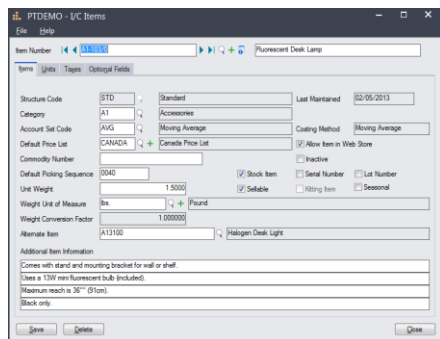 PTDEMO - I/C Items
File Help
Item Number A1-103/0 Fluorescent Desk Lamp
Items Units Taxes Optional Fields
Structure Code STD Standard Last Maintained 02/05/2013
Category A1 Accessories
Account Set Code AVG Moving Average Costing Method Moving Average
Default Price List CANADA Canada Price List Allow Item in Web Store
Commodity Number Inactive
Default Picking Sequence 0040 Stock Item Serial Number Lot Number
Unit Weight 1.5000 Sellable Kitting Item Seasonal
Weight Unit of Measure lbs. Pound
Weight Conversion Factor 1.000000
Alternate Item A13100 Halogen Desk Light
Additional Item Information
Comes with stand and mounting bracket for wall or shelf.
Uses a 13W mini fluorescent bulb (included).
Maximum reach is 36"" (91cm).
Black only.
Save Delete Close